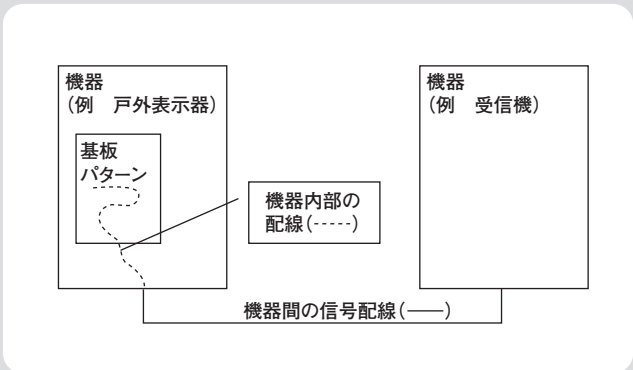 機器
（例　戸外表示器）
基板
パターン
機器内部の
配線（-----）
機器
（例　受信機）
機器間の信号配線（――）